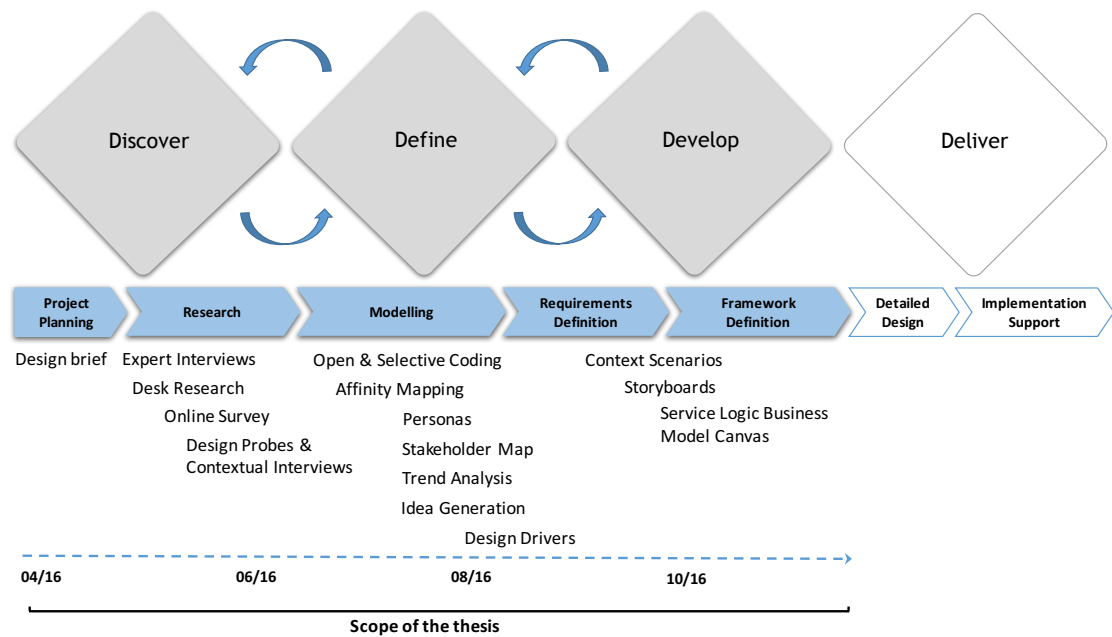 Discover
Define
Develop
Deliver
Project
Planning
Research
Modelling
Requirements
Definition
Framework
Definition
Detailed
Design
Implementation
Support
Design brief
Expert Interviews
Desk Research
Online Survey
Design Probes &
Contextual Interviews
Open & Selective Coding
Affinity Mapping
Personas
Stakeholder Map
Trend Analysis
Idea Generation
Design Drivers
Context Scenarios
Storyboards
Service Logic Business
Model Canvas
04/16
06/16
08/16
10/16
Scope of the thesis